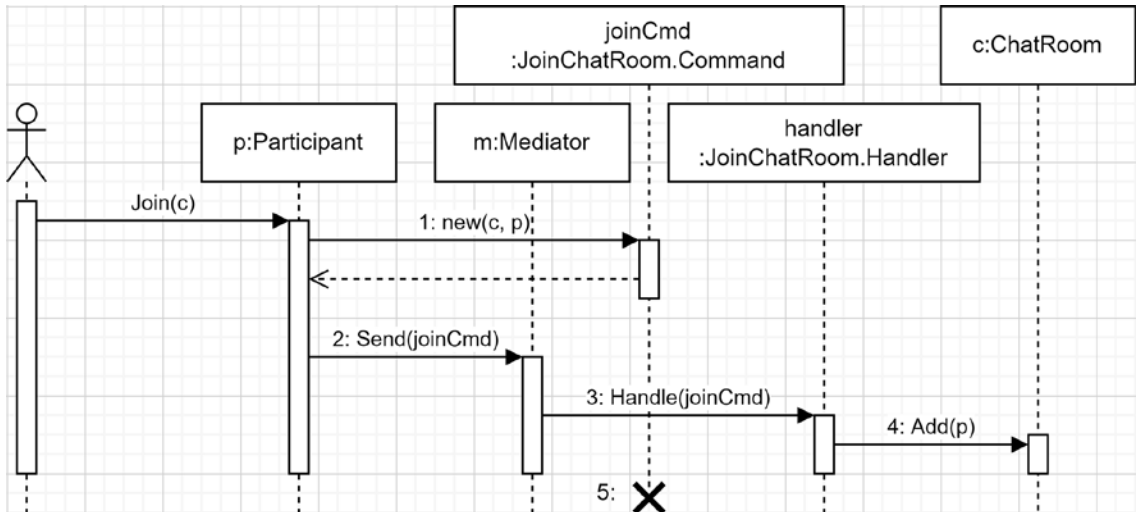 joinCmd
:JoinChatRoom.Command
c:ChatRoom
p:Participant
m:Mediator
handler
:JoinChatRoom.Handler
Join(c)
1: new(c, p)
2: Send(joinCmd)
3: Handle(joinCmd)
4: Add(p)
5: